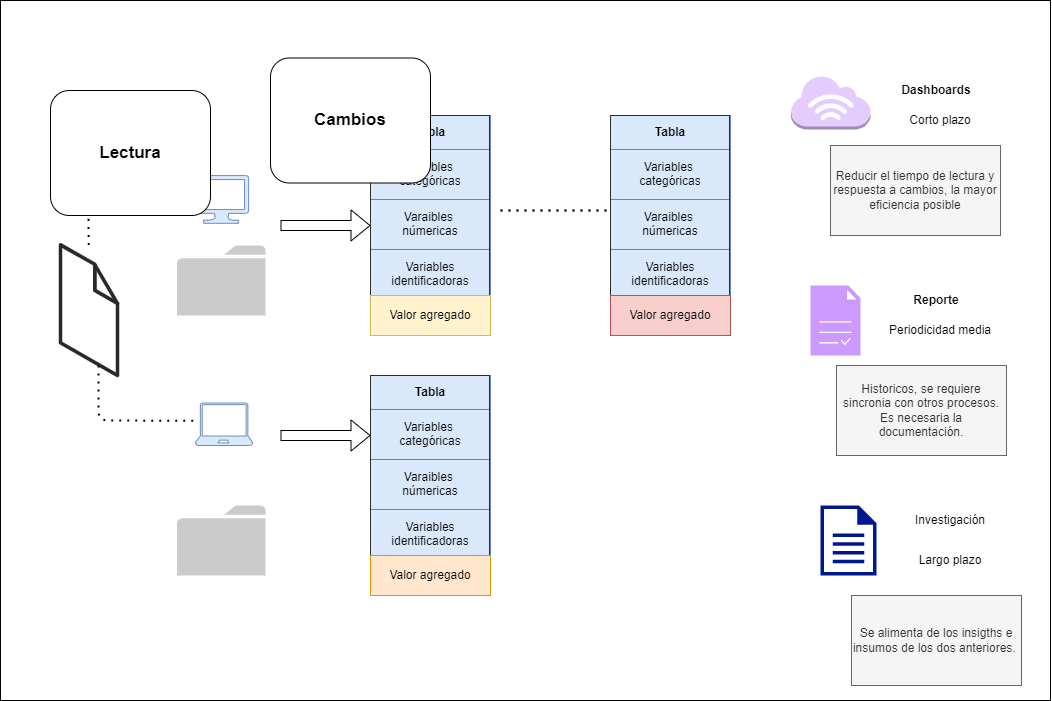 Lectura
Cambios
bla
bles
categóricas
Varaibles
númericas
Variables
identificadoras
Valor agregado
Tabla
Variables
categóricas
Varaibles
númericas
Variables
identificadoras
Valor agregado
Tabla
Variables
categóricas
Varaibles
númericas
Variables
identificadoras
Valor agregado
Dashboards
Corto plazo
Reducir el tiempo de lectura y
respuesta a cambios, la mayor
eficiencia posible
Reporte
Periodicidad media
Historicos, se requiere
sincronia con otros procesos.
Es necesaria la
documentación.
Investigación
Largo plazo
Se alimenta de los insigths e
insumos de los dos anteriores.